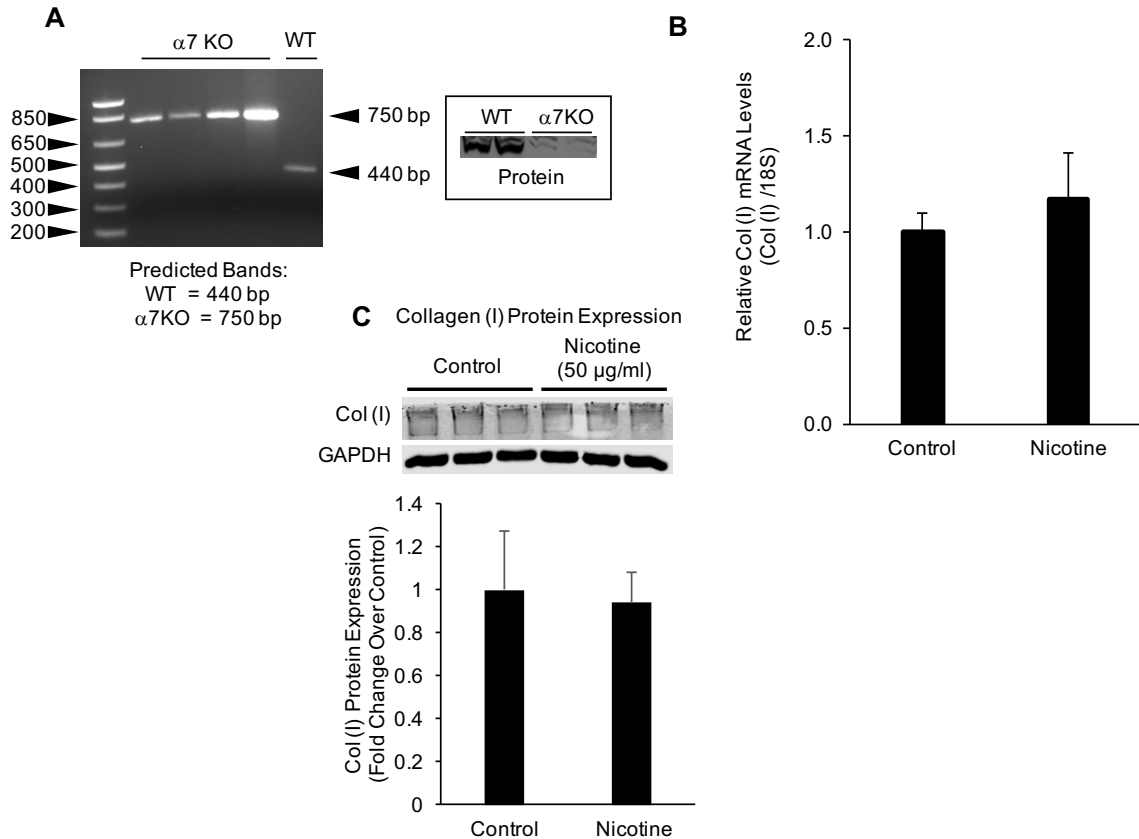 A
α7 KO
WT
850
650
500
400
300
200
750 bp
440 bp
WT
α7KO
Protein
Predicted Bands:
WT = 440 bp
α7KO = 750 bp
B
Relative Col (I) mRNA Levels
(Col (I) /18S)
2.0
1.5
1.0
0.5
0.0
Control
Nicotine
C
Collagen (I) Protein Expression
Control
Nicotine
(50 µg/ml)
Col (I)
GAPDH
Col (I) Protein Expression
(Fold Change Over Control)
1.4
1.2
1
0.8
0.6
0.4
0.2
0
Control
Nicotine